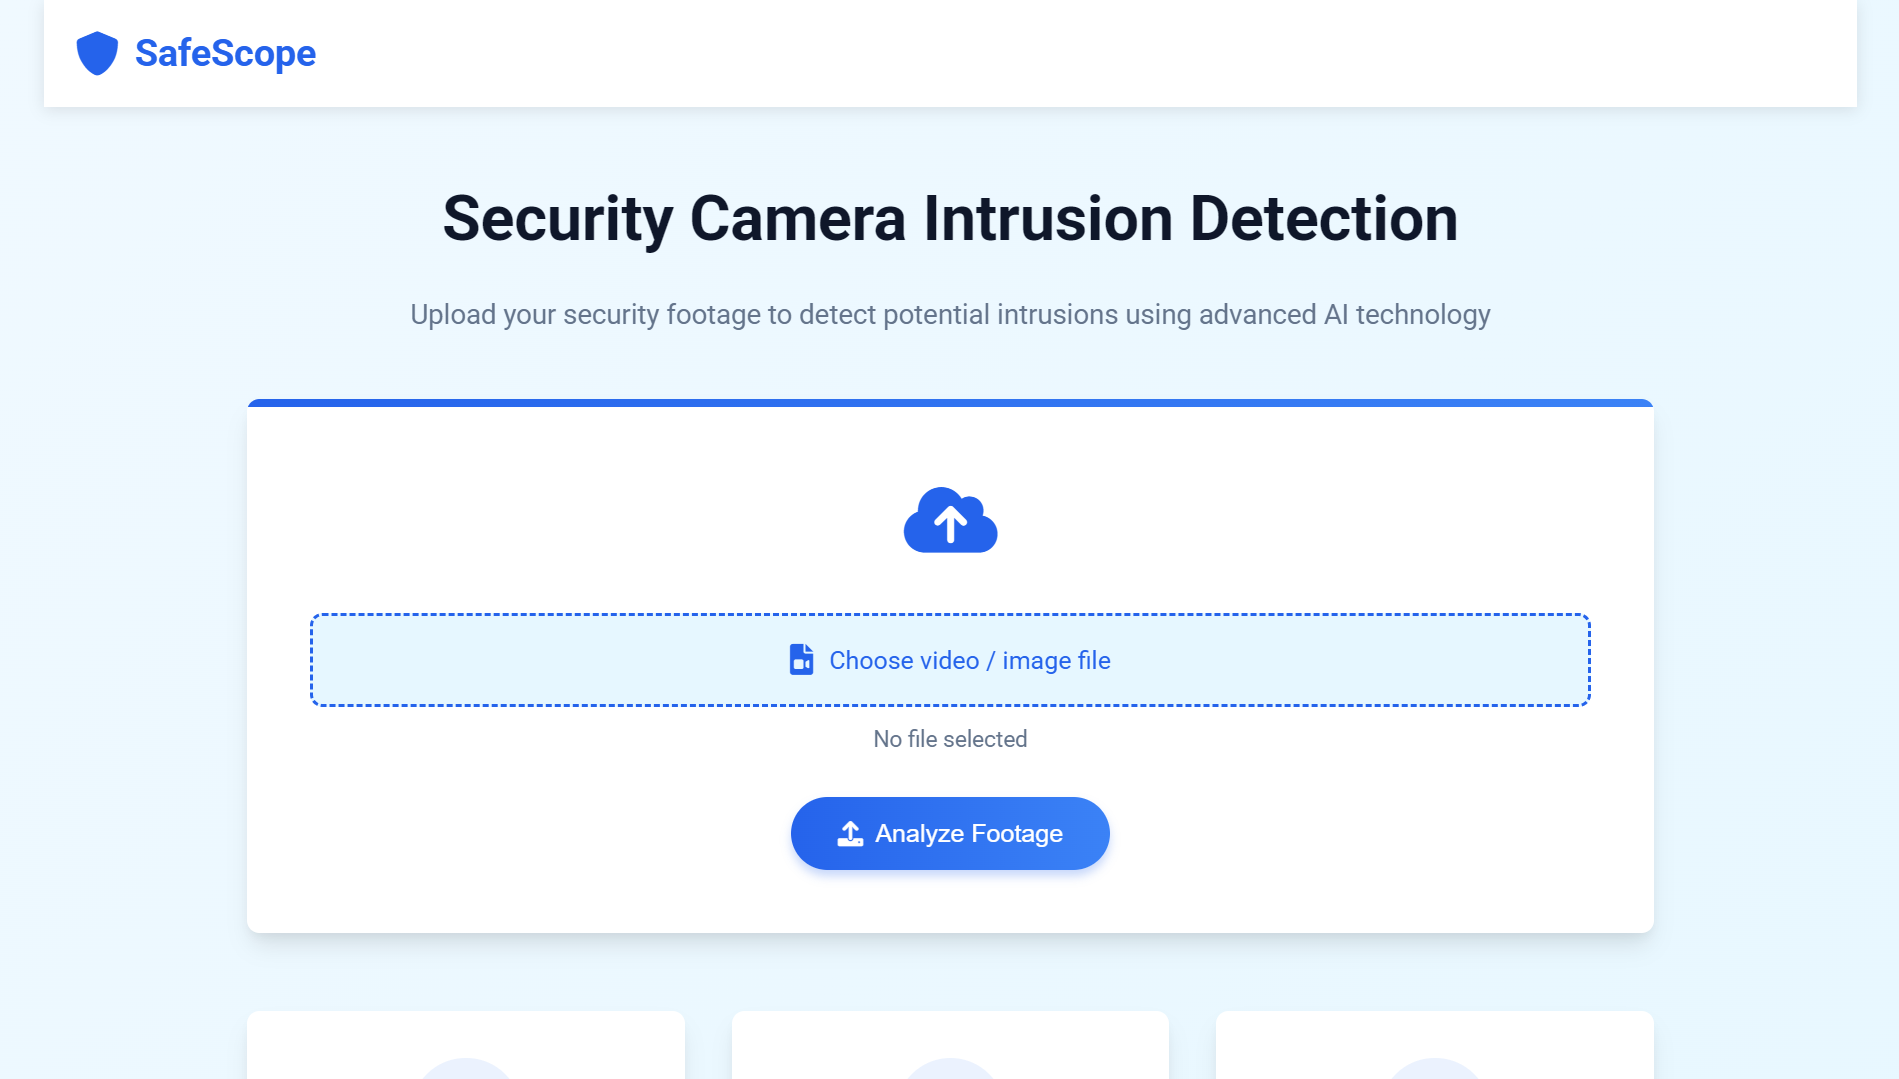 SafeScope
Security Camera Intrusion Detection
Upload your security footage to detect potential intrusions using advanced AI technology
Choose video / image file
No file selected
Analyze Footage